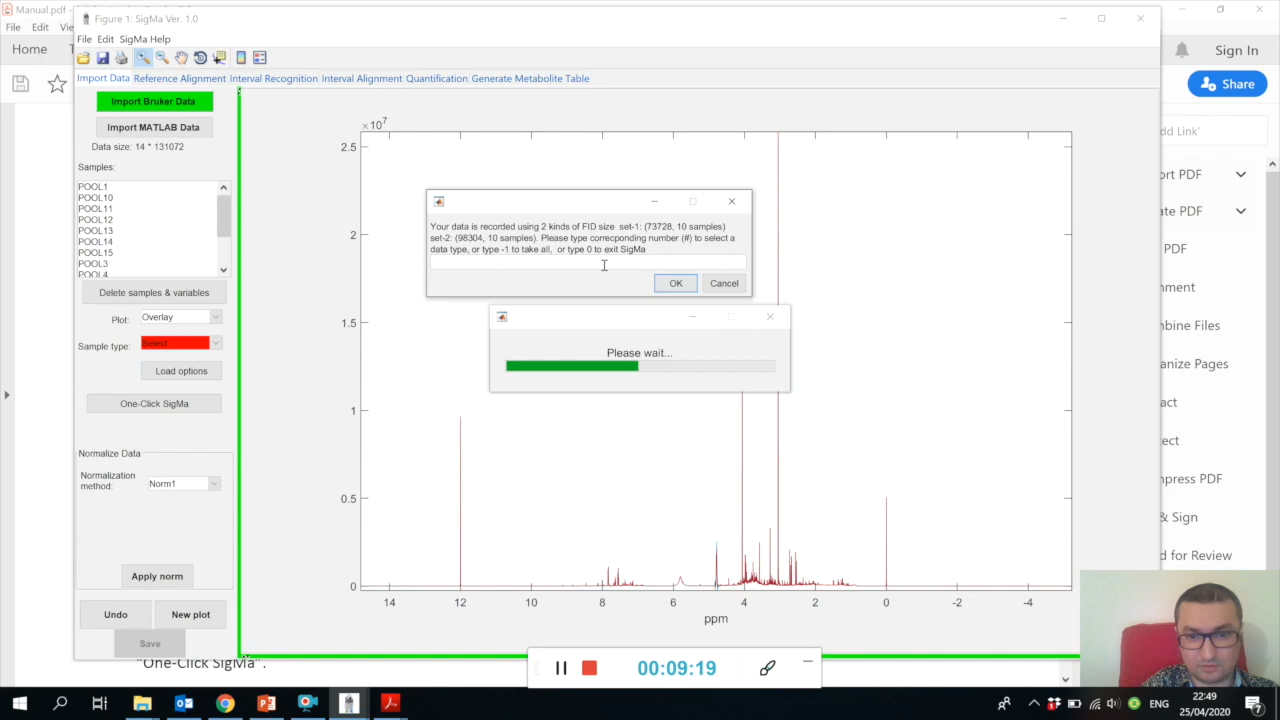 Manual.pdf
File Edit
Home
Figure 1: SigMa Ver. 1.0
File Edit SigMa Help
Sign In
Share
Import Data Reference Alignment Interval Recognition Interval Alignment Quantification Generate Metabolite Table
Import Bruker Data
Import MATLAB Data
Data size: 14 * 131072
Samples:
POOL1
POOL10
POOL11
POOL12
POOL13
POOL14
POOL15
POOL3
POOL4
Delete samples & variables
Plot: Overlay
Sample type: Select
Load options
One-Click SigMa
Normalize Data
Normalization
method: Norm1
Apply norm
Undo New plot
Save
×10^7
2.5
2
1.5
1
0.5
0
14 12 10 8 6 4 2 0 -2 -4
ppm
Your data is recorded using 2 kinds of FID size set-1: (73728, 10 samples)
set-2: (98304, 10 samples). Please type correcponding number (#) to select a
data type, or type -1 to take all, or type 0 to exit SigMa
OK Cancel
Please wait...
dd Link'
port PDF
ate PDF
PDF
ment
bine Files
anize Pages
act
ect
press PDF
& Sign
d for Review
"One-Click SigMa".
00:09:19
ENG
22:49
25/04/2020
7